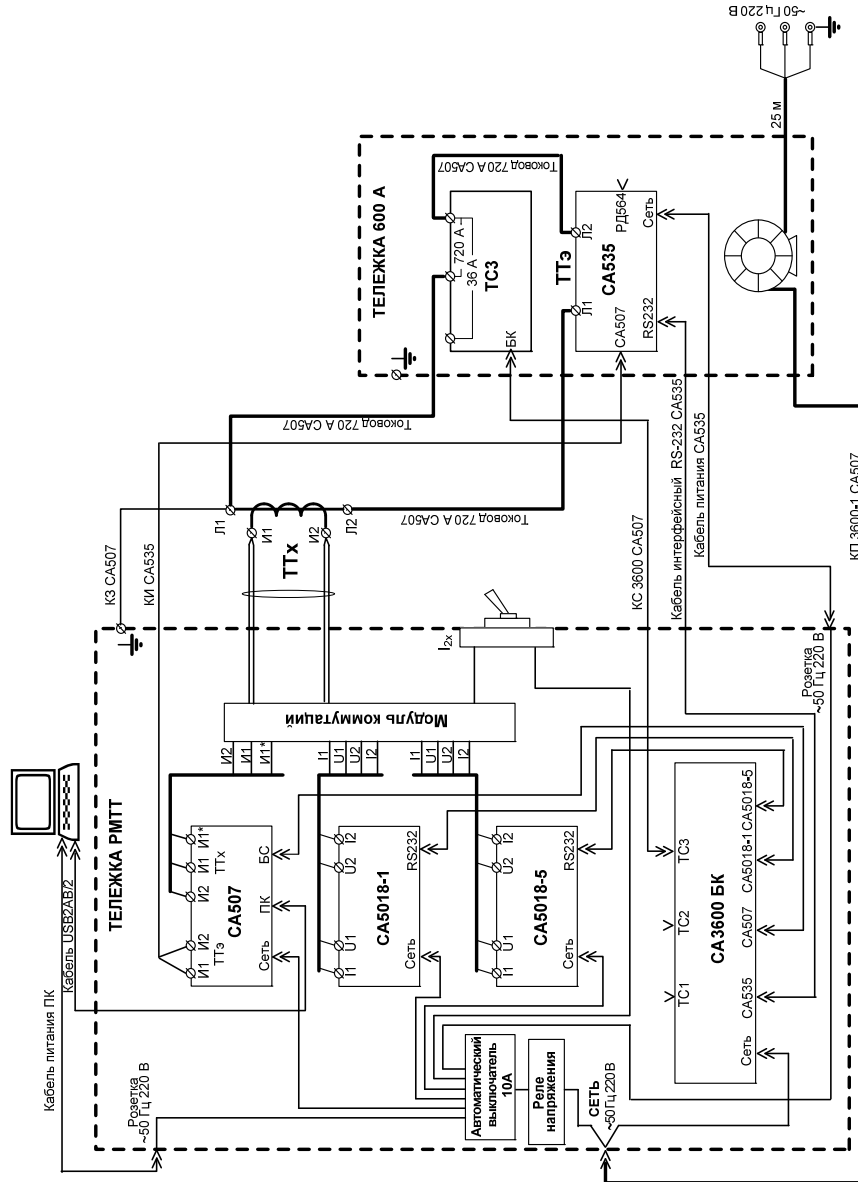 ~50 Гц 220 В
25 м
ТЕЛЕЖКА 600 А
Токовод 720 А СА507
720 А
36 А
ТС3
БК
ТТэ
Л1
Л2
СА535
РД564
СА507
RS232
Сеть
Токовод 720 А СА507
КЗ СА507
КИ СА535
Л1
И1
И2
Л2
ТТх
Токовод 720 А СА507
КС 3600 СА507
Кабель интерфейсный RS-232 СА535
Кабель питания СА535
КП 3600-1 СА507
I2х
Розетка
~50 Гц 220 В
ТЕЛЕЖКА РМТТ
Кабель питания ПК
Кабель USB2AB/2
Модуль коммутаций
И2
И1
И1*
I1
U1
U2
I2
I1
U1
U2
I2
И1
И2
ТТэ
И2
И1
И1*
ТТх
СА507
Сеть
ПК
БС
I1
U1
U2
I2
СА5018-1
Сеть
RS232
I1
U1
U2
I2
СА5018-5
Сеть
RS232
ТС1
ТС2
ТС3
СА3600 БК
Сеть
СА535
СА507
СА5018-1
СА5018-5
Розетка
~50 Гц 220 В
Автоматический
выключатель
10А
Реле
напряжения
СЕТЬ
~50Гц 220В